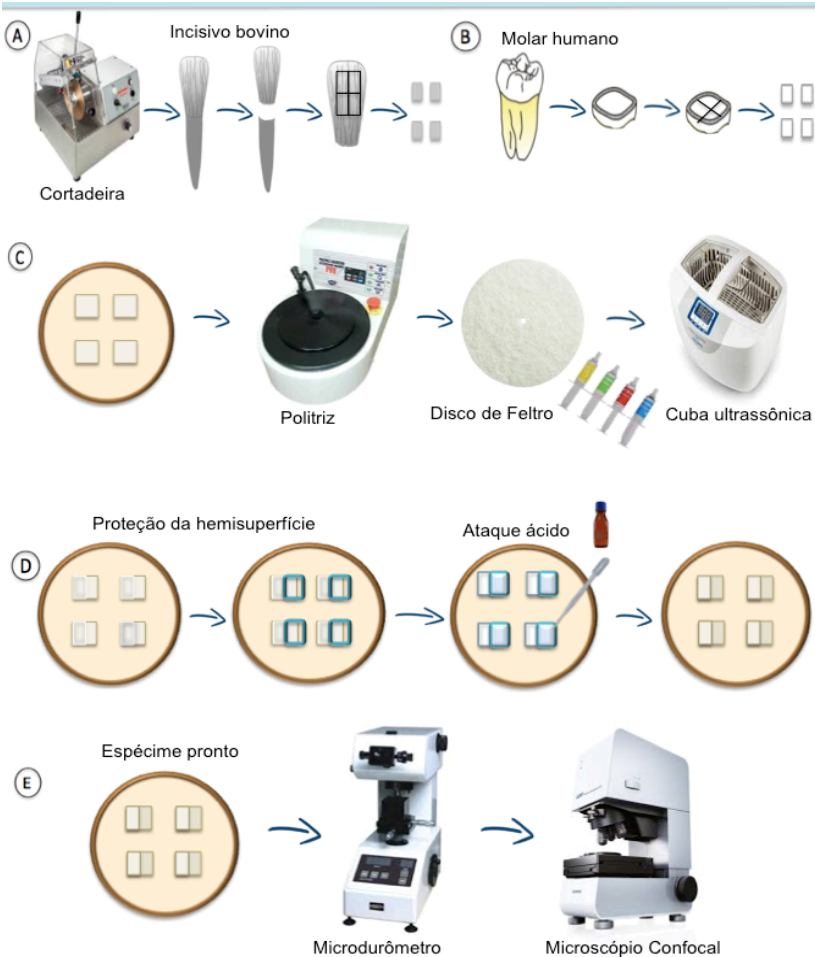 A
Incisivo bovino
B
Molar humano
Cortadeira
C
Politriz
Disco de Feltro
Cuba ultrassônica
Proteção da hemisuperfície
Ataque ácido
D
Espécime pronto
E
Microdurômetro
Microscópio Confocal